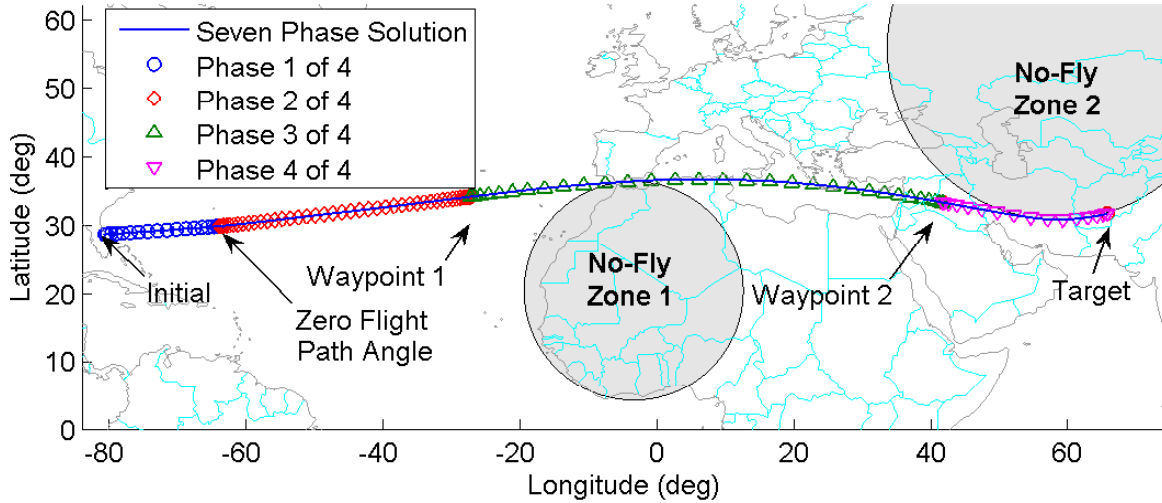 Seven Phase Solution
Phase 1 of 4
Phase 2 of 4
Phase 3 of 4
Phase 4 of 4
No-Fly
Zone 2
No-Fly
Zone 1
Initial
Zero Flight
Path Angle
Waypoint 1
Waypoint 2
Target
Latitude (deg)
60
50
40
30
20
10
0
-80
-60
-40
-20
0
20
40
60
Longitude (deg)